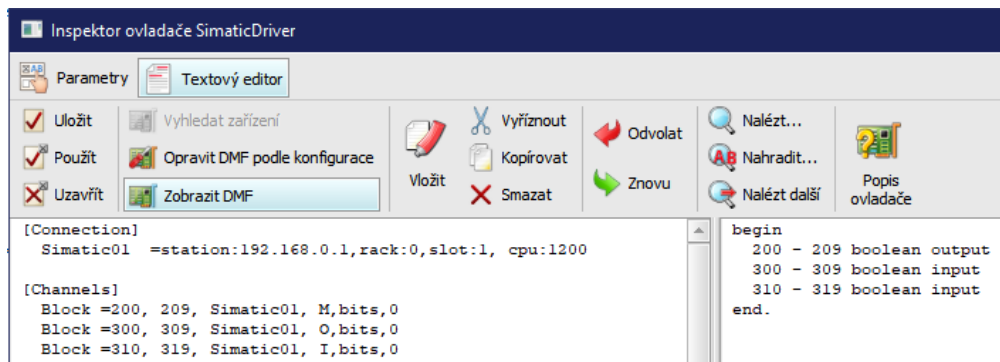 Inspektor ovladače SimaticDriver
Parametry
Textový editor
Uložit
Použít
Uzavřít
Vyhledat zařízení
Opravit DMF podle konfigurace
Zobrazit DMF
Vložit
Vyříznout
Kopírovat
Smazat
Odvolat
Znovu
Nalézt...
Nahradit...
Nalézt další
Popis
ovladače
[Connection]
Simatic01 =station:192.168.0.1,rack:0,slot:1, cpu:1200
[Channels]
Block =200, 209, Simatic01, M,bits,0
Block =300, 309, Simatic01, O,bits,0
Block =310, 319, Simatic01, I,bits,0
begin
200 - 209 boolean output
300 - 309 boolean input
310 - 319 boolean input
end.